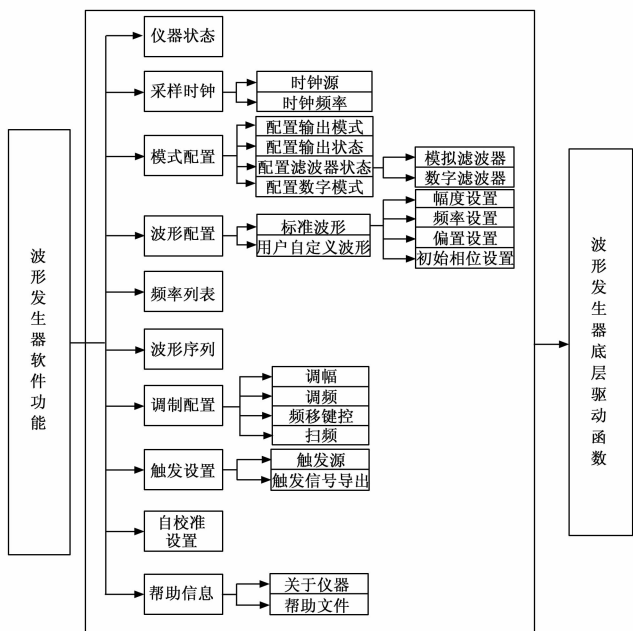 波形发生器软件功能
仪器状态
采样时钟
时钟源
时钟频率
模式配置
配置输出模式
配置输出状态
配置滤波器状态
配置数字模式
模拟滤波器
数字滤波器
波形配置
标准波形
用户自定义波形
幅度设置
频率设置
偏置设置
初始相位设置
频率列表
波形序列
调制配置
调幅
调频
频移键控
扫频
触发设置
触发源
触发信号导出
自校准
设置
帮助信息
关于仪器
帮助文件
波形发生器底层驱动函数